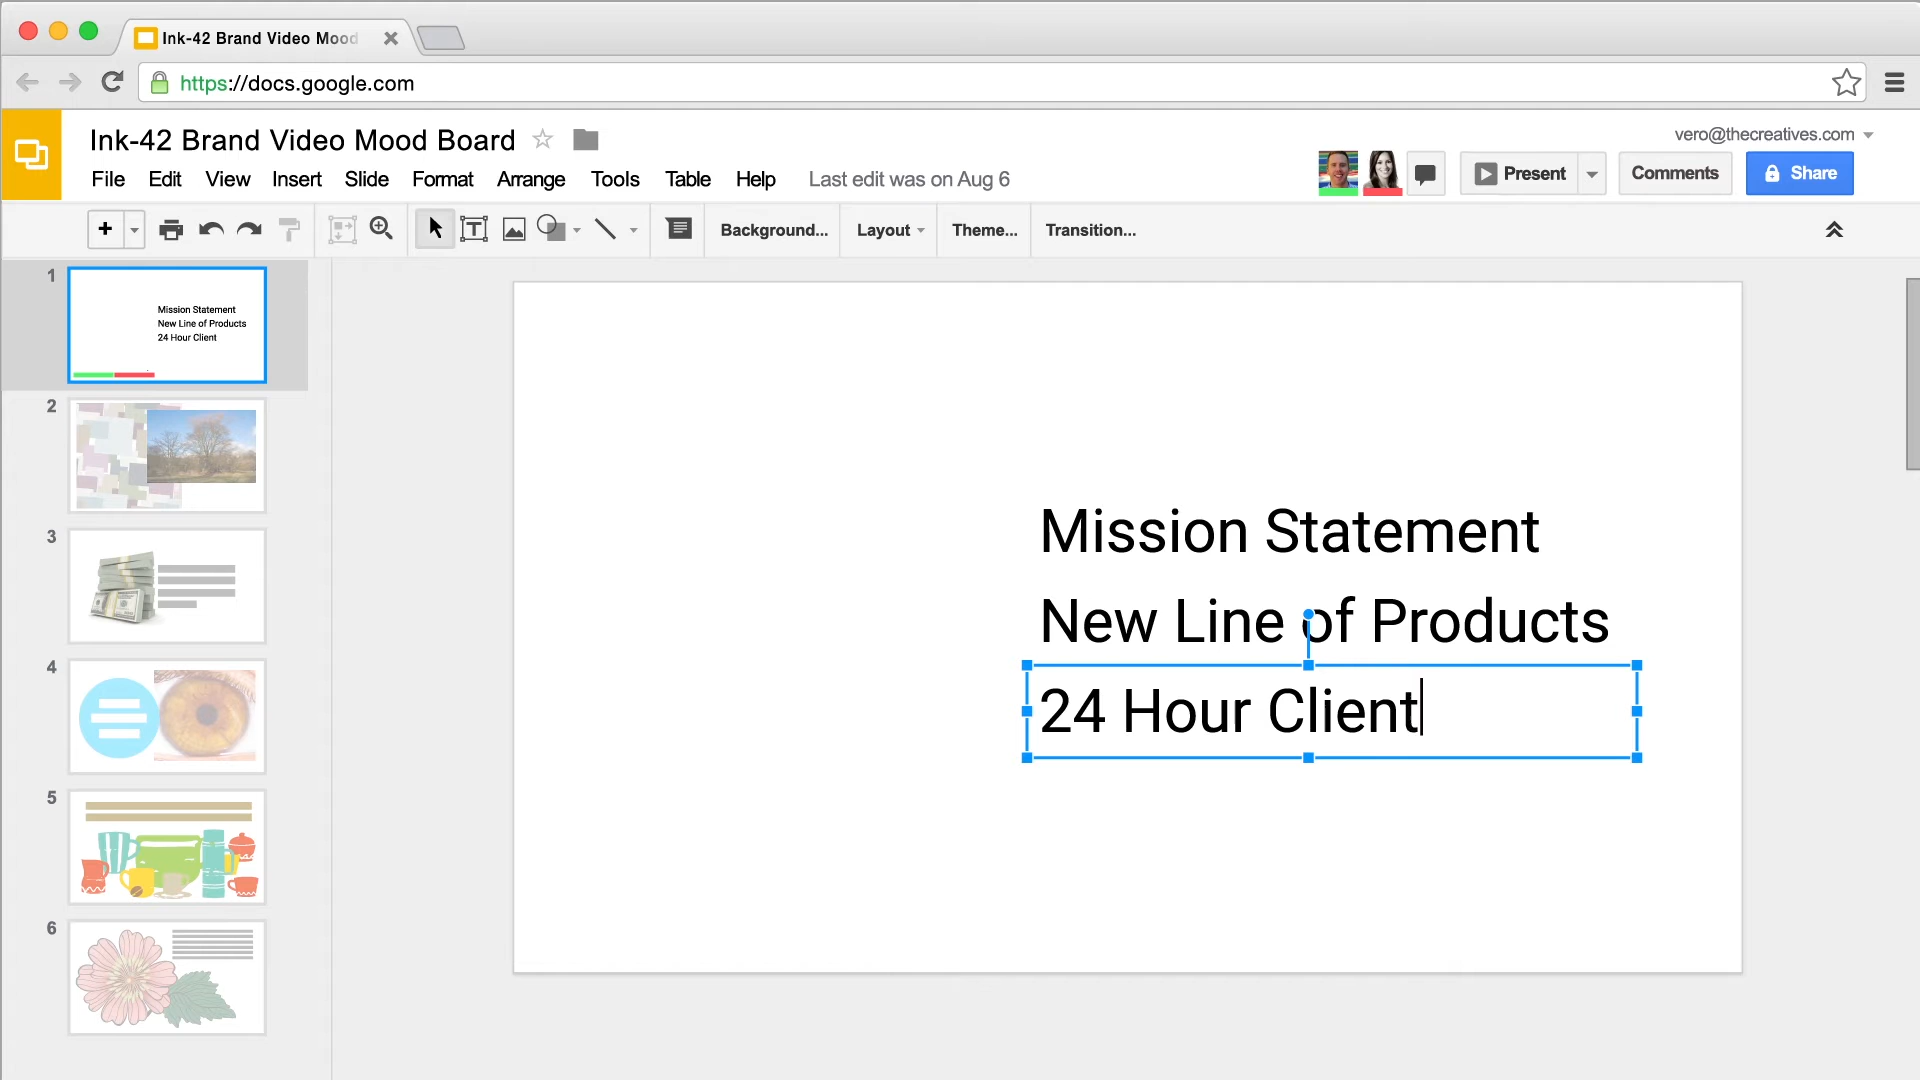 Ink-42 Brand Video Mood
https://docs.google.com
Ink-42 Brand Video Mood Board
vero@thecreatives.com
File Edit View Insert Slide Format Arrange Tools Table Help Last edit was on Aug 6
Present Comments Share
Background... Layout Theme... Transition...
1
Mission Statement
New Line of Products
24 Hour Client
2
3
4
5
6
Mission Statement
New Line of Products
24 Hour Client